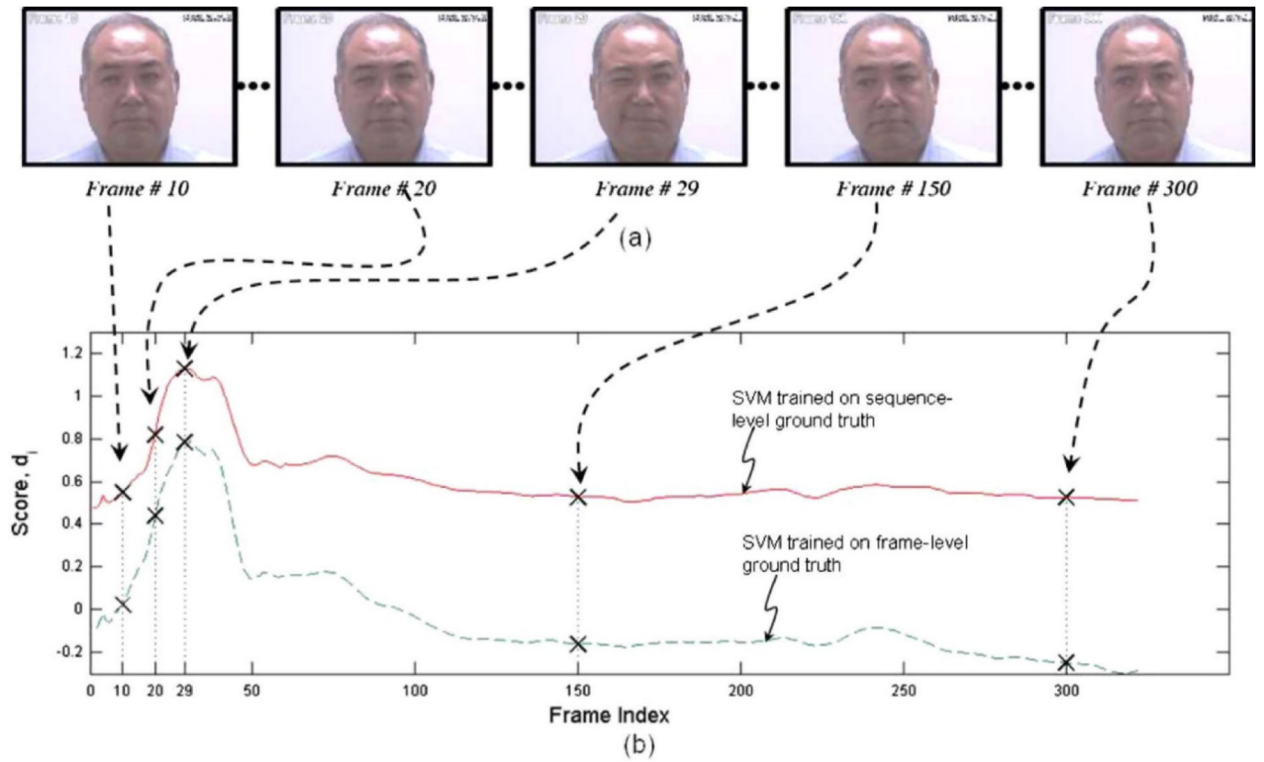 Frame # 10
Frame # 20
Frame # 29
Frame # 150
Frame # 300
(a)
1.2
1
0.8
0.6
0.4
0.2
0
-0.2
Score, di
SVM trained on sequence-
level ground truth
SVM trained on frame-level
ground truth
0 10 20 29 50 100 150 200 250 300
Frame Index
(b)